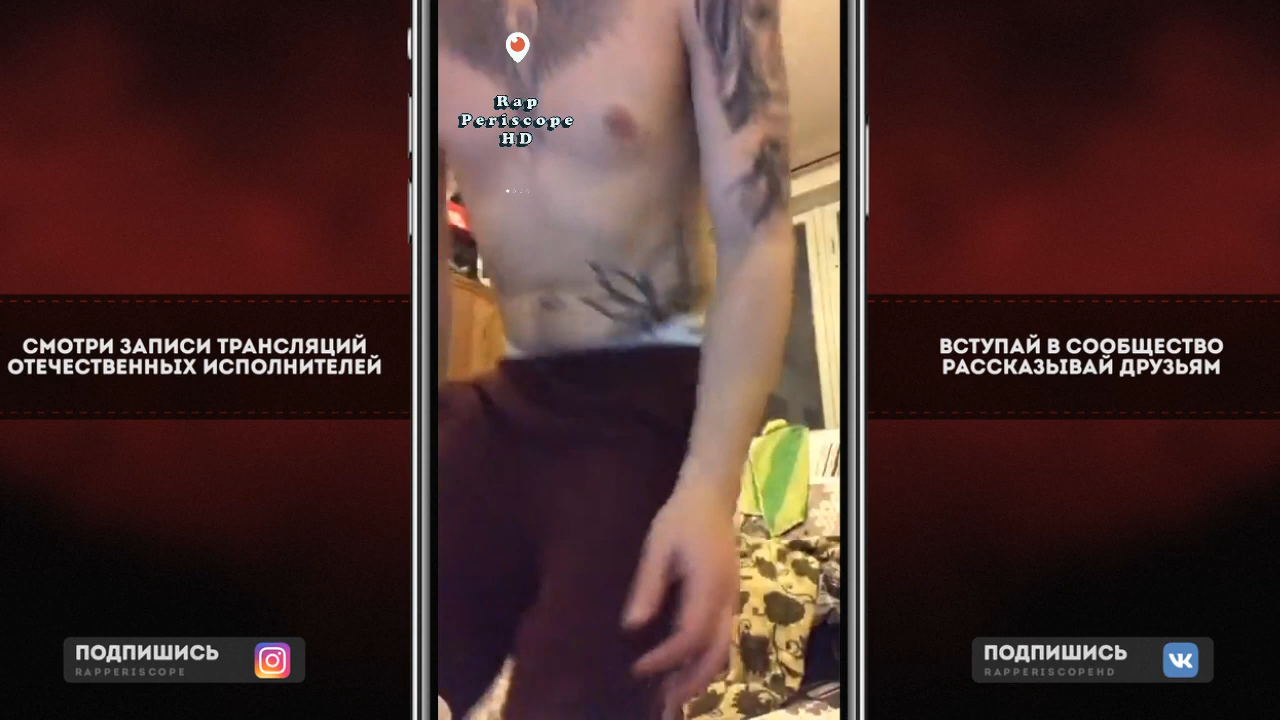 Rap
Periscope
HD
СМОТРИ ЗАПИСИ ТРАНСЛЯЦИЙ
ОТЕЧЕСТВЕННЫХ ИСПОЛНИТЕЛЕЙ
ВСТУПАЙ В СООБЩЕСТВО
РАССКАЗЫВАЙ ДРУЗЬЯМ
ПОДПИШИСЬ
RAPPERISCOPE
ПОДПИШИСЬ
RAPPERISCOPEHD